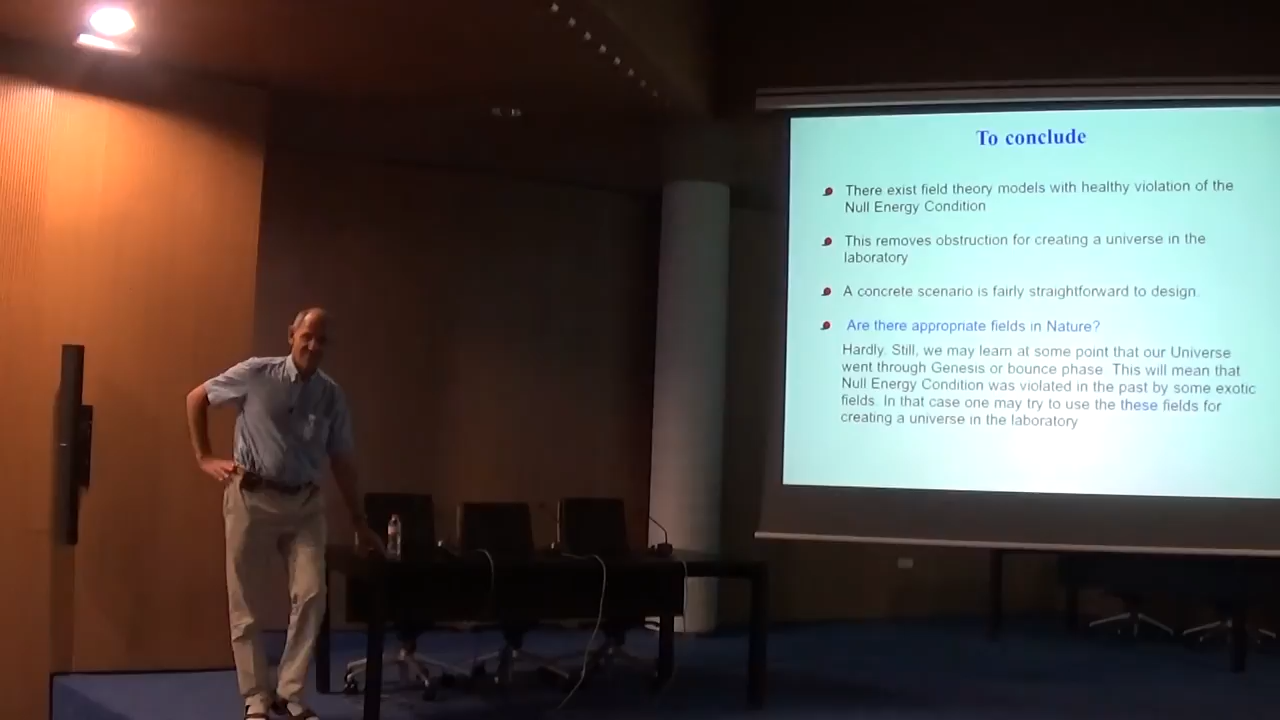 To conclude
There exist field theory models with healthy violation of the
Null Energy Condition
This removes obstruction for creating a universe in the
laboratory
A concrete scenario is fairly straightforward to design.
Are there appropriate fields in Nature?
Hardly. Still, we may learn at some point that our Universe
went through Genesis or bounce phase. This will mean that
Null Energy Condition was violated in the past by some exotic
fields. In that case one may try to use the these fields for
creating a universe in the laboratory